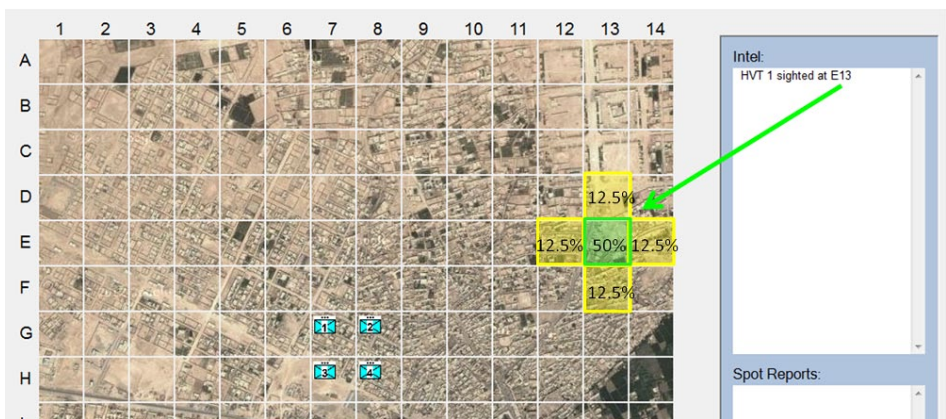 1 2 3 4 5 6 7 8 9 10 11 12 13 14
A
B
C
D
E
F
G
H
12.5%
12.5% 50% 12.5%
12.5%
1 2
3 4
Intel:
HVT 1 sighted at E13
Spot Reports: